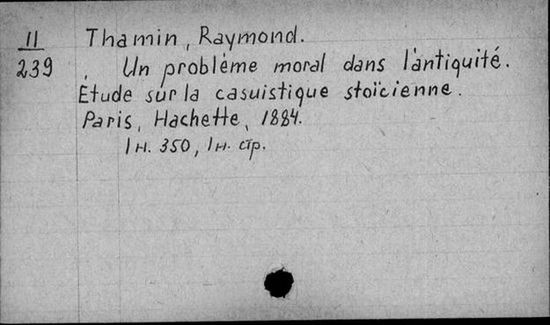 II Thamin, Raymond.
239 Un problème moral dans l'antiquité.
Étude sur la casuistique stoïcienne.
Paris, Hachette, 1884.
1 н. 350, 1 н. стр.